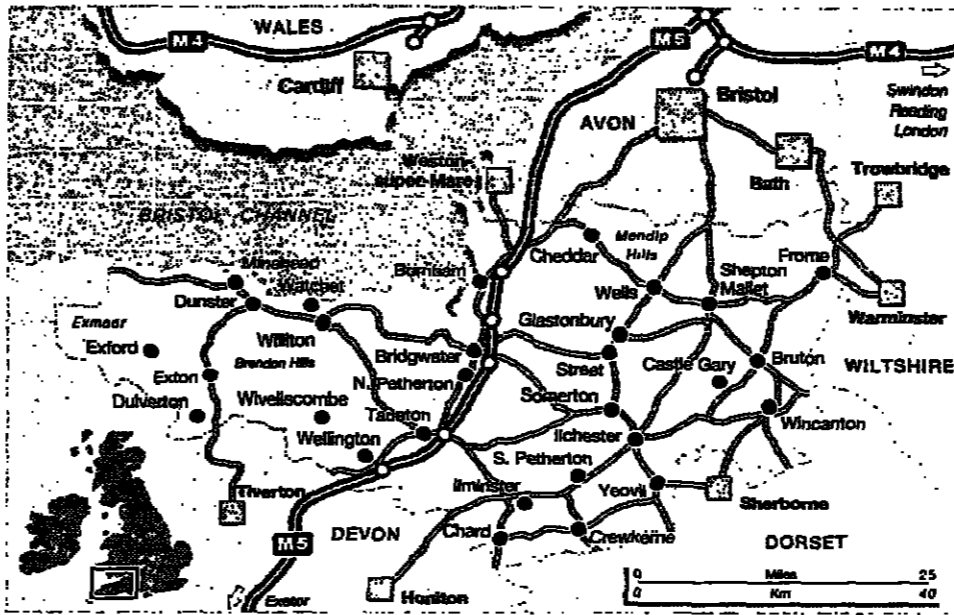 WALES
M4
M5
M4
Cardiff
Bristol
Swindon
Reading
London
AVON
Weston-
super-Mare
Bath
Trowbridge
BRISTOL CHANNEL
Mendip
Hills
Cheddar
Frome
Minehead
Watchet
Burnham
Wells
Shepton
Mallet
Dunster
Warminster
Exmoor
Williton
Glastonbury
Exford
Brendon Hills
Bridgwater
Street
Castle Cary
Bruton
WILTSHIRE
Exton
N. Petherton
Dulverton
Wiveliscombe
Somerton
Taunton
Wincanton
Wellington
Ilchester
S. Petherton
Tiverton
Ilminster
Yeovil
Sherborne
DEVON
Chard
Crewkerne
M5
DORSET
0 Miles 25
0 Km 40
Exeter
Honiton